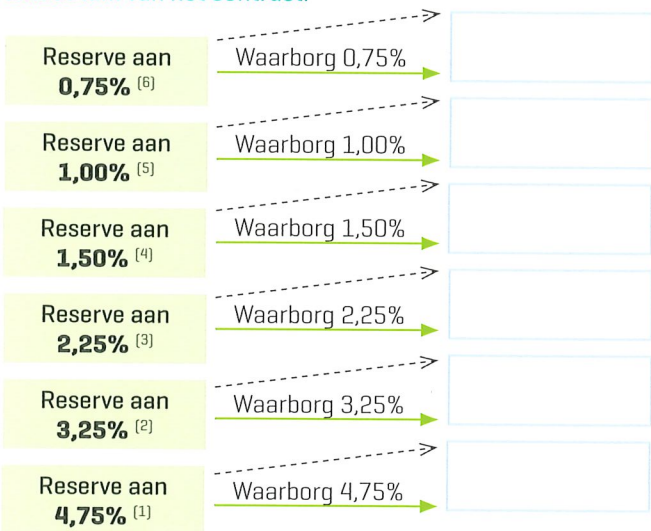 Reserve aan
0,75% (6)
Waarborg 0,75%
Reserve aan
1,00% (5)
Waarborg 1,00%
Reserve aan
1,50% (4)
Waarborg 1,50%
Reserve aan
2,25% (3)
Waarborg 2,25%
Reserve aan
3,25% (2)
Waarborg 3,25%
Reserve aan
4,75% (1)
Waarborg 4,75%